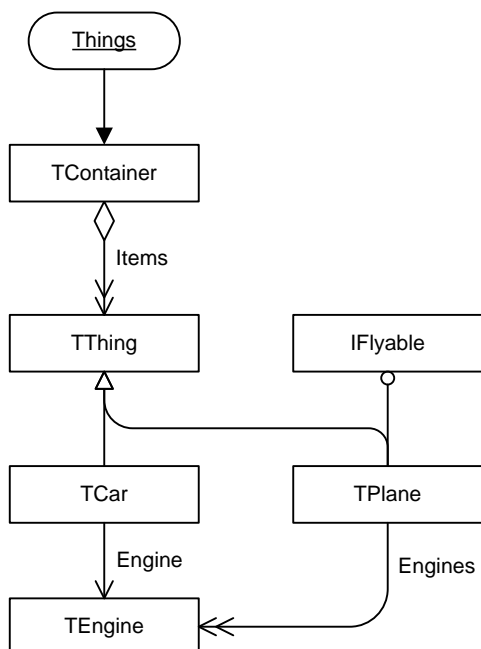 Things
TContainer
Items
TThing
IFlyable
TCar
TPlane
Engine
Engines
TEngine